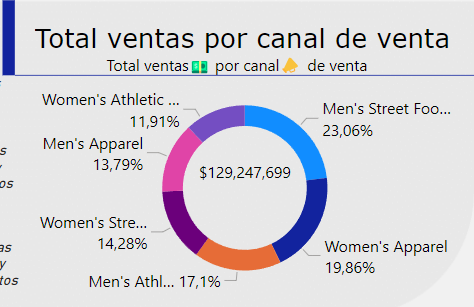 Total ventas por canal de venta
Total ventas💵 por canal📣 de venta
Women's Athletic ...
11,91%
Men's Street Foo...
23,06%
Men's Apparel
13,79%
$129,247,699
Women's Stre...
14,28%
Women's Apparel
19,86%
Men's Athl... 17,1%